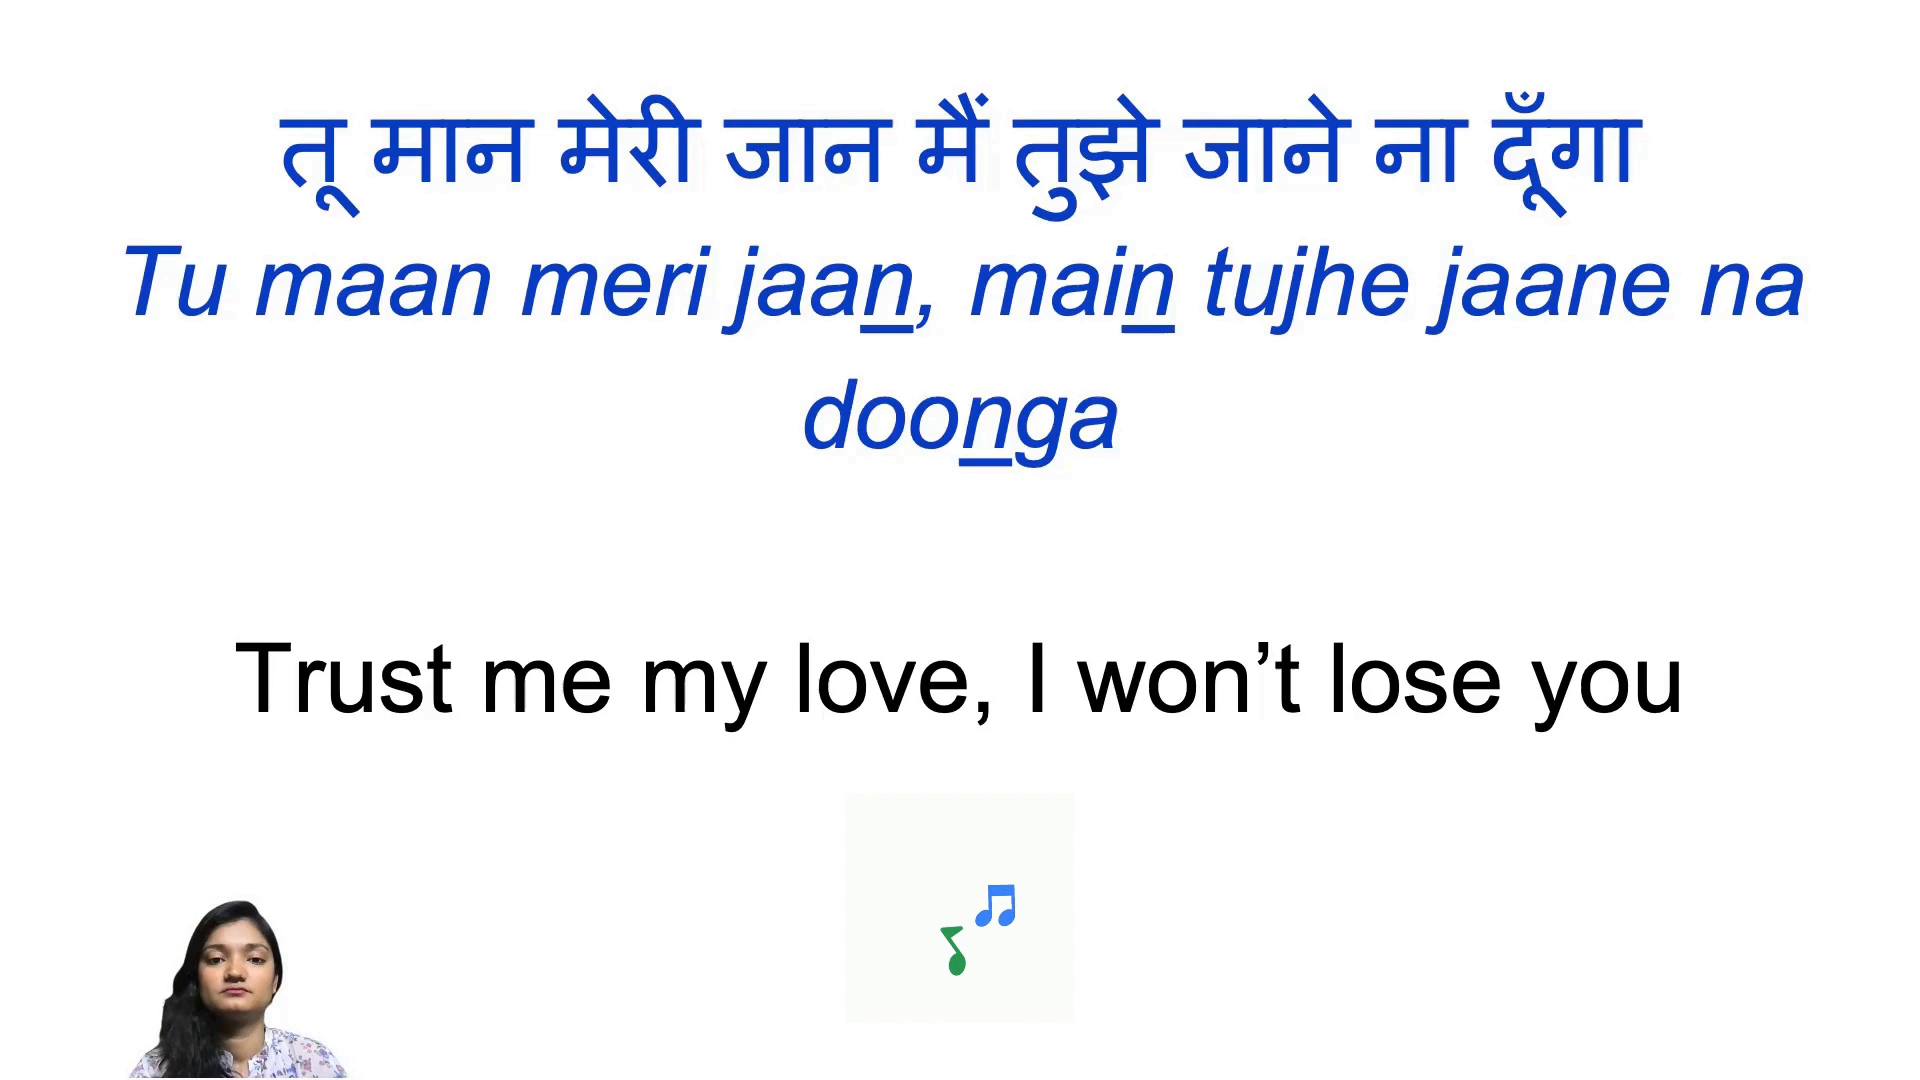 तू मान मेरी जान मैं तुझे जाने ना दूँगा
Tu maan meri jaan, main tujhe jaane na
doonga
Trust me my love, I won’t lose you